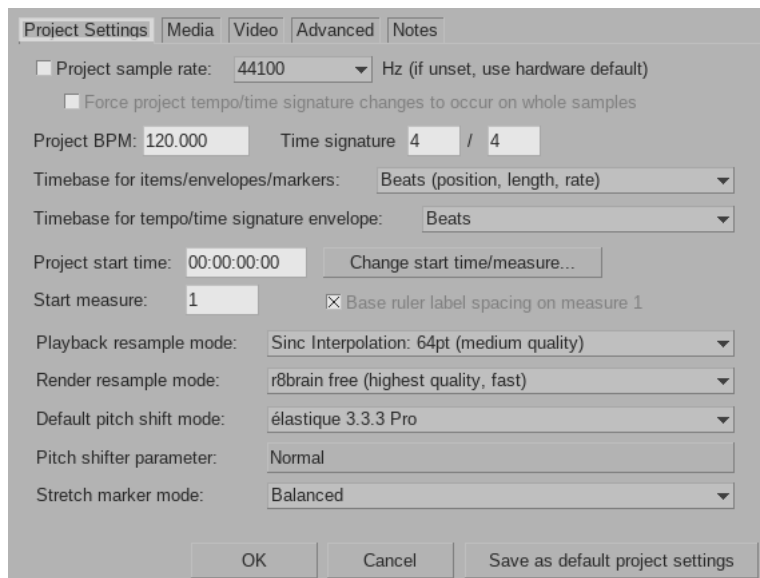 Project Settings Media Video Advanced Notes
Project sample rate: 44100 Hz (if unset, use hardware default)
Force project tempo/time signature changes to occur on whole samples
Project BPM: 120.000 Time signature 4 / 4
Timebase for items/envelopes/markers: Beats (position, length, rate)
Timebase for tempo/time signature envelope: Beats
Project start time: 00:00:00:00 Change start time/measure...
Start measure: 1 Base ruler label spacing on measure 1
Playback resample mode: Sinc Interpolation: 64pt (medium quality)
Render resample mode: r8brain free (highest quality, fast)
Default pitch shift mode: élastique 3.3.3 Pro
Pitch shifter parameter: Normal
Stretch marker mode: Balanced
OK Cancel Save as default project settings